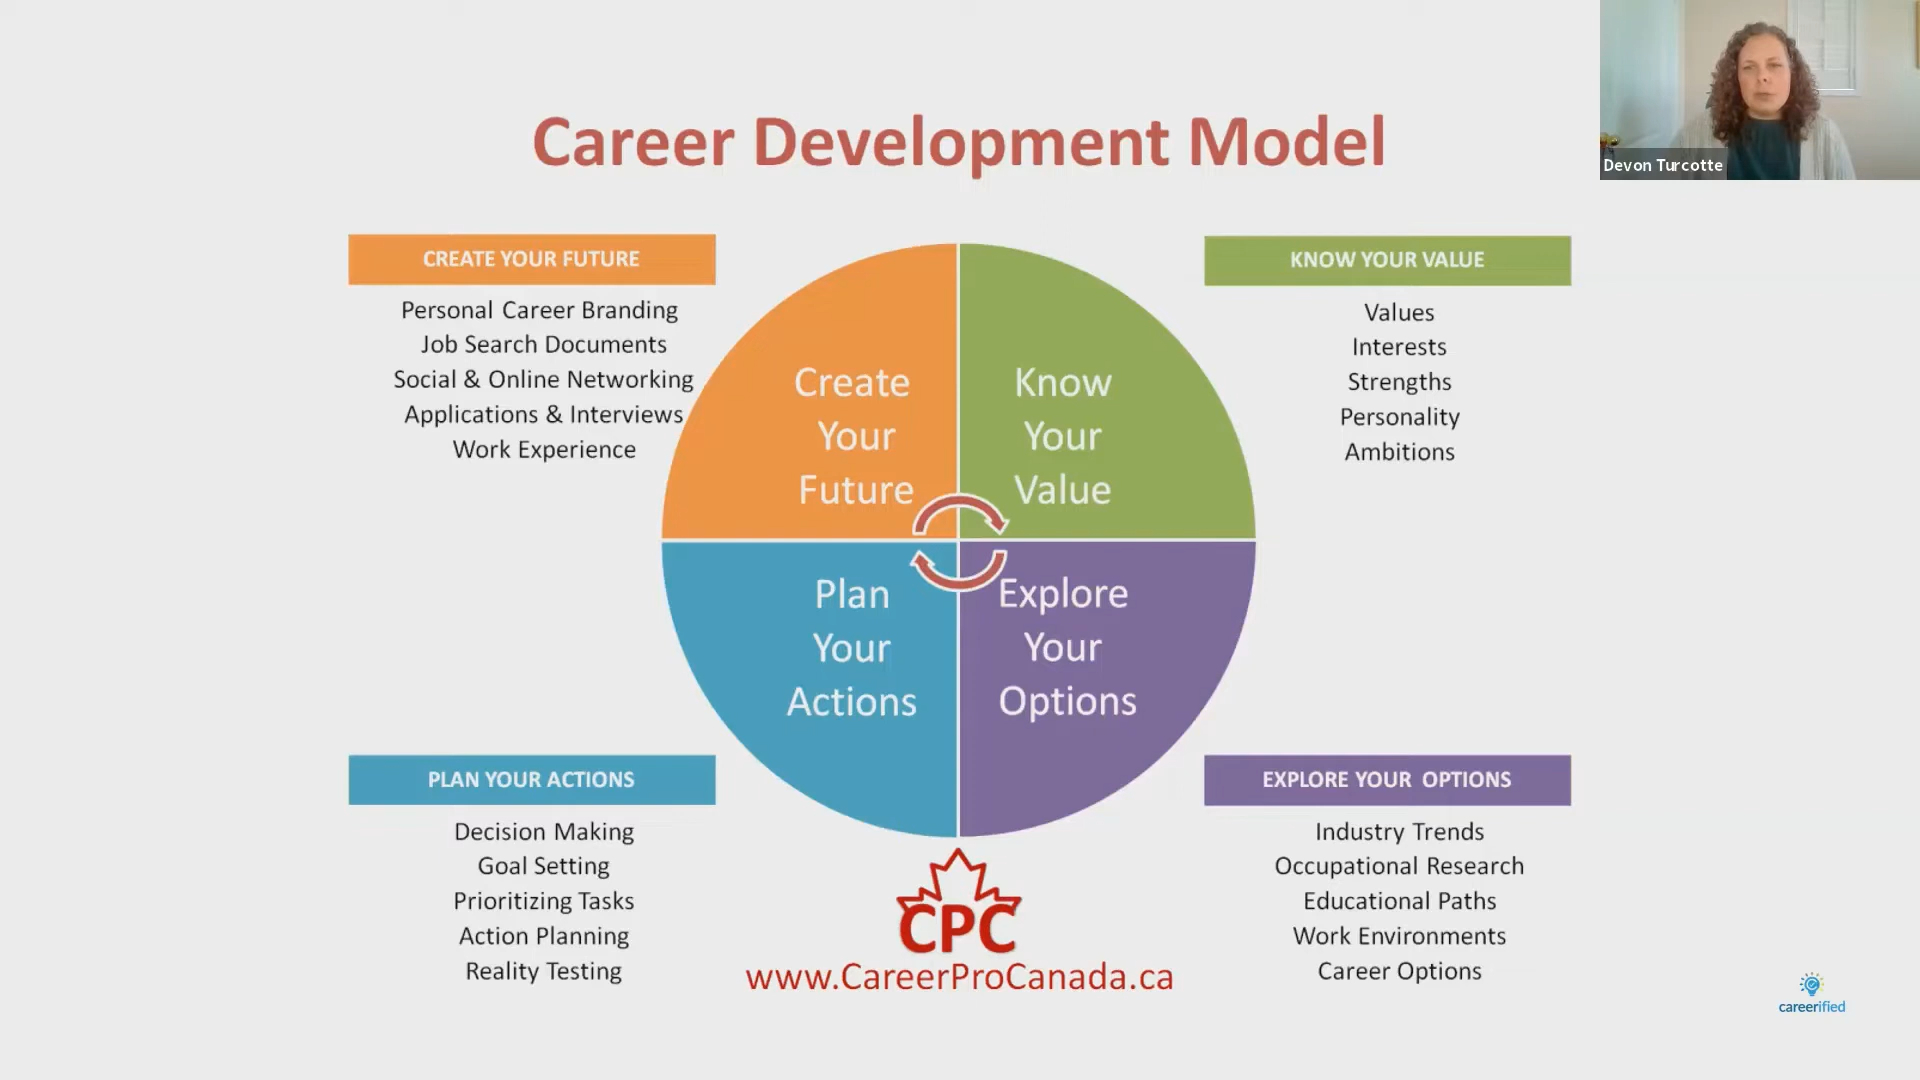 Career Development Model
Devon Turcotte
CREATE YOUR FUTURE
Personal Career Branding
Job Search Documents
Social & Online Networking
Applications & Interviews
Work Experience
KNOW YOUR VALUE
Values
Interests
Strengths
Personality
Ambitions
Create
Your
Future
Know
Your
Value
Plan
Your
Actions
Explore
Your
Options
PLAN YOUR ACTIONS
Decision Making
Goal Setting
Prioritizing Tasks
Action Planning
Reality Testing
EXPLORE YOUR OPTIONS
Industry Trends
Occupational Research
Educational Paths
Work Environments
Career Options
CPC
www.CareerProCanada.ca
careerified